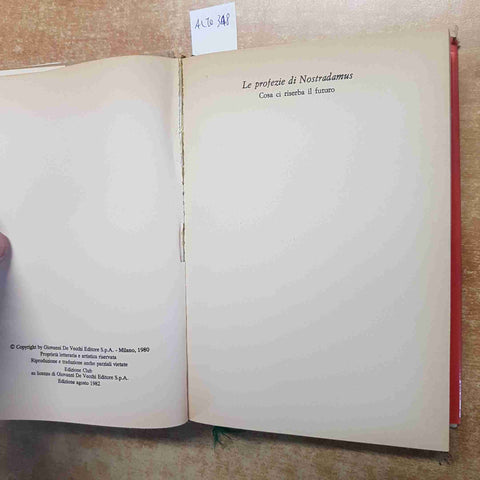 ALTO 348
Le profezie di Nostradamus
Cosa ci riserba il futuro
© Copyright by Giovanni De Vecchi Editore S.p.A. - Milano, 1980
Proprietà letteraria e artistica riservata
Riproduzione e traduzione anche parziali vietate
Edizione Club
su licenza di Giovanni De Vecchi Editore S.p.A.
Edizione agosto 1982